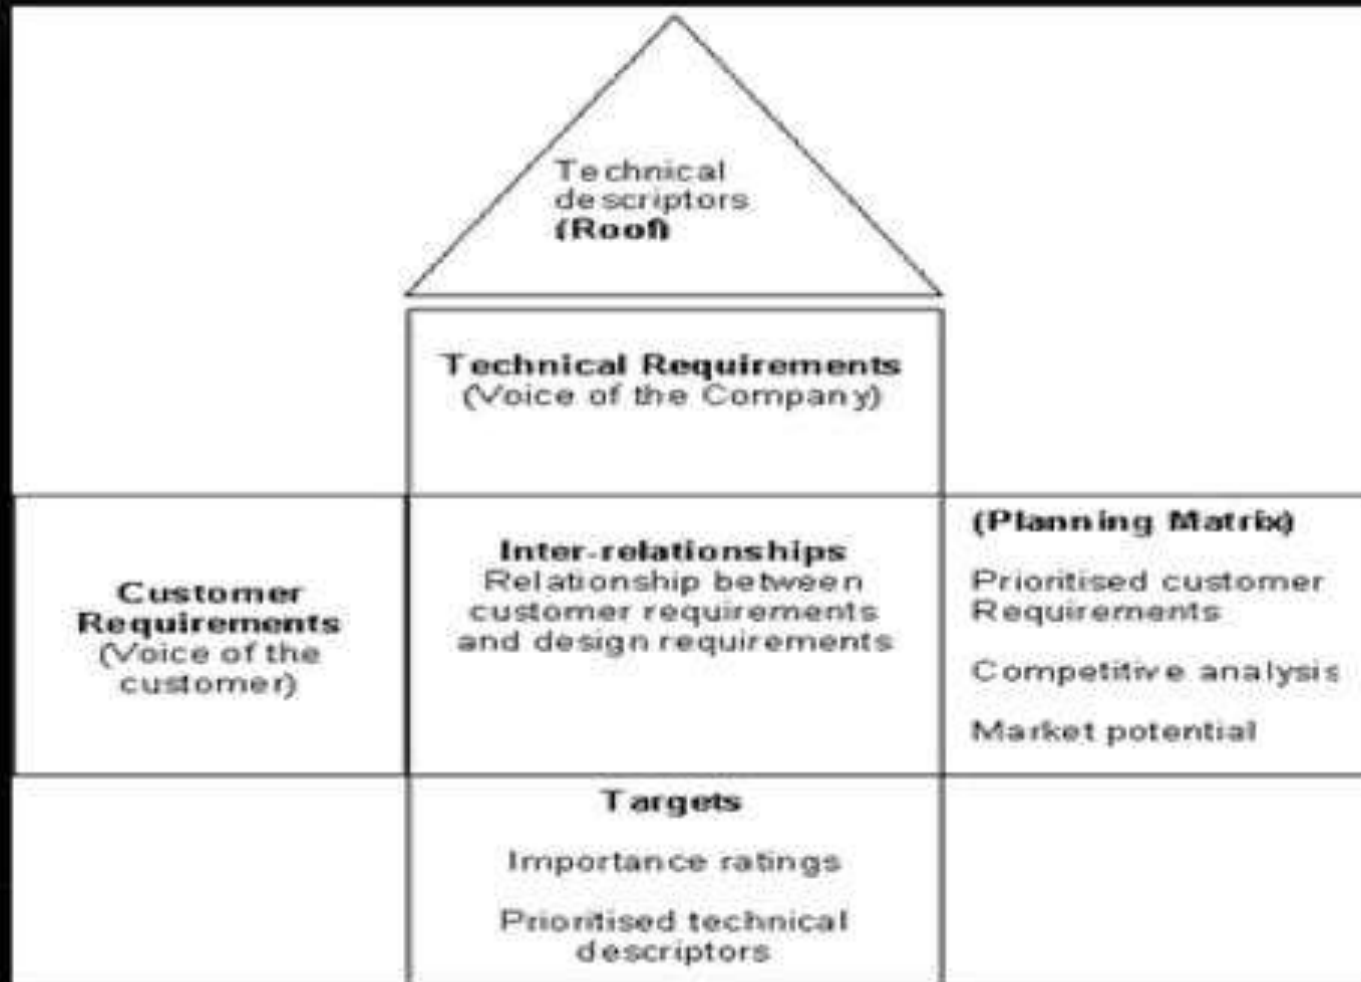 Technical
descriptors
(Roof)
Technical Requirements
(Voice of the Company)
Customer
Requirements
(Voice of the
customer)
Inter-relationships
Relationship between
customer requirements
and design requirements
(Planning Matrix)
Prioritised customer
Requirements
Competitive analysis
Market potential
Targets
Importance ratings
Prioritised technical
descriptors